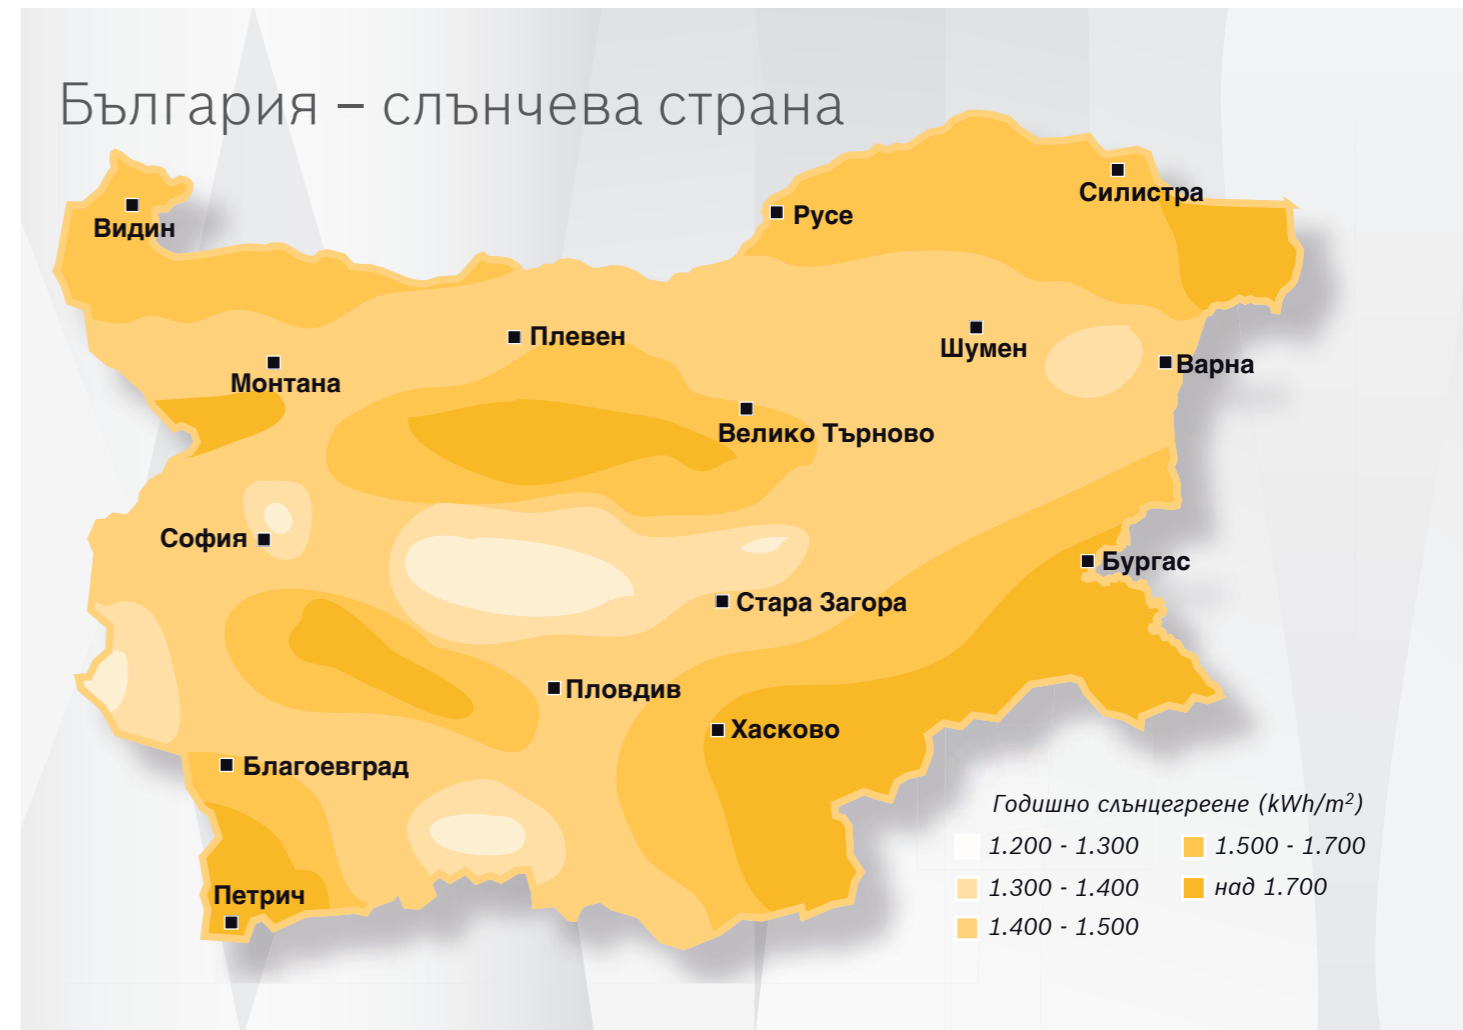 България – слънчева страна
Силистра
Русе
Видин
Плевен
Шумен
Варна
Монтана
Велико Търново
София
Бургас
Стара Загора
Пловдив
Хасково
Благоевград
Петрич
Годишно слънцегреене (kWh/m²)
1.200 - 1.300
1.500 - 1.700
1.300 - 1.400
над 1.700
1.400 - 1.500